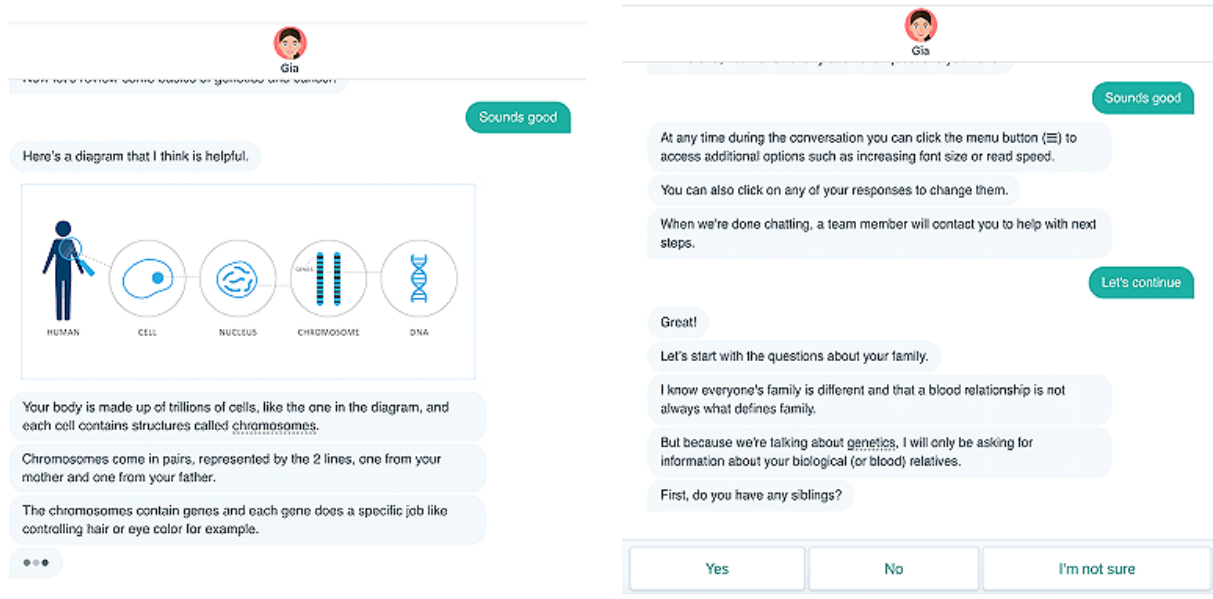 Gia
Now let's review some basics of genetics and cancer.
Sounds good
Here's a diagram that I think is helpful.
GENES
HUMAN
CELL
NUCLEUS
CHROMOSOME
DNA
Your body is made up of trillions of cells, like the one in the diagram, and
each cell contains structures called chromosomes.
Chromosomes come in pairs, represented by the 2 lines, one from your
mother and one from your father.
The chromosomes contain genes and each gene does a specific job like
controlling hair or eye color for example.
Gia
Sounds good
At any time during the conversation you can click the menu button (☰) to
access additional options such as increasing font size or read speed.
You can also click on any of your responses to change them.
When we're done chatting, a team member will contact you to help with next
steps.
Let's continue
Great!
Let's start with the questions about your family.
I know everyone's family is different and that a blood relationship is not
always what defines family.
But because we're talking about genetics, I will only be asking for
information about your biological (or blood) relatives.
First, do you have any siblings?
Yes
No
I'm not sure